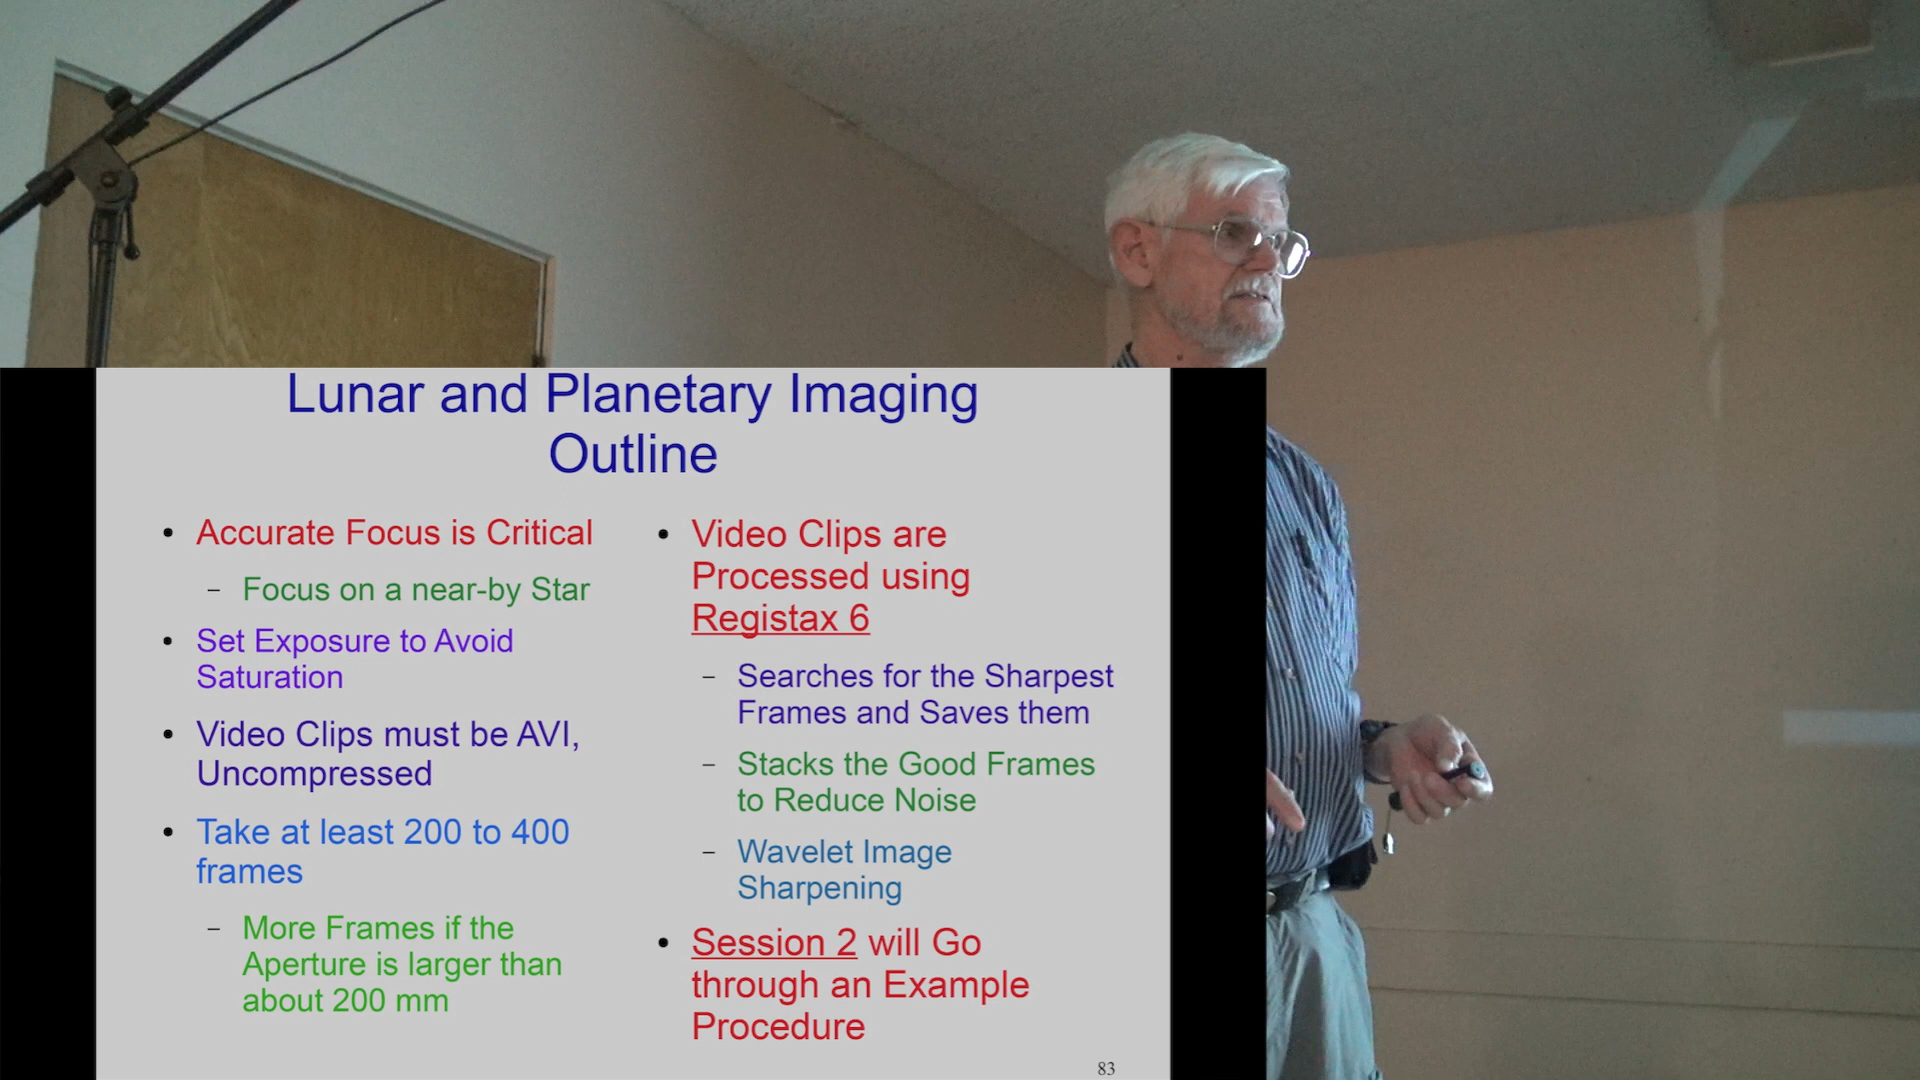 Lunar and Planetary Imaging
Outline
• Accurate Focus is Critical
– Focus on a near-by Star
• Set Exposure to Avoid
Saturation
• Video Clips must be AVI,
Uncompressed
• Take at least 200 to 400
frames
– More Frames if the
Aperture is larger than
about 200 mm
• Video Clips are
Processed using
Registax 6
– Searches for the Sharpest
Frames and Saves them
– Stacks the Good Frames
to Reduce Noise
– Wavelet Image
Sharpening
• Session 2 will Go
through an Example
Procedure
83